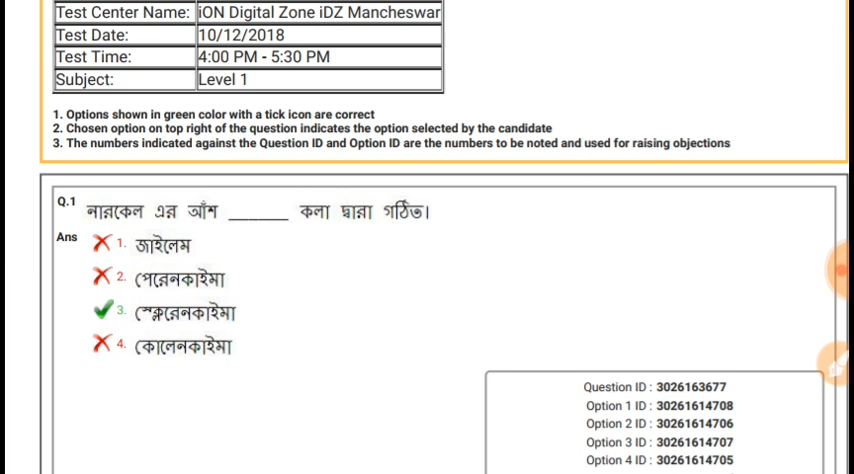 Test Center Name: iON Digital Zone iDZ Mancheswar
Test Date: 10/12/2018
Test Time: 4:00 PM - 5:30 PM
Subject: Level 1
1. Options shown in green color with a tick icon are correct
2. Chosen option on top right of the question indicates the option selected by the candidate
3. The numbers indicated against the Question ID and Option ID are the numbers to be noted and used for raising objections
Q.1 নারকেল এর আঁশ ______ কলা দ্বারা গঠিত।
Ans 1. জাইলেম
2. পেরেনকাইমা
3. স্ক্লেরেনকাইমা
4. কোলেনকাইমা
Question ID : 3026163677
Option 1 ID : 30261614708
Option 2 ID : 30261614706
Option 3 ID : 30261614707
Option 4 ID : 30261614705